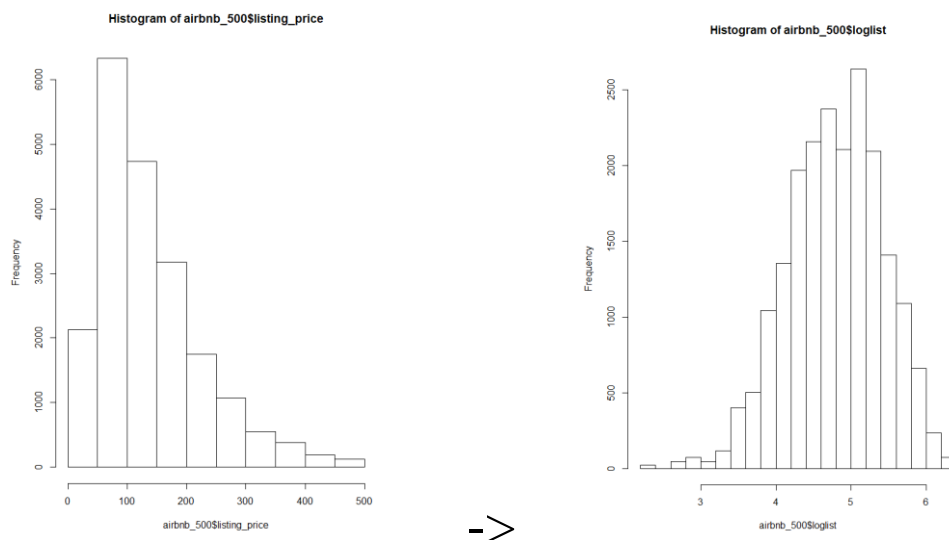 Histogram of airbnb_500$listing_price
Frequency
0
1000
2000
3000
4000
5000
6000
0 100 200 300 400 500
airbnb_500$listing_price
->
Histogram of airbnb_500$loglist
Frequency
0
500
1000
1500
2000
2500
3 4 5 6
airbnb_500$loglist